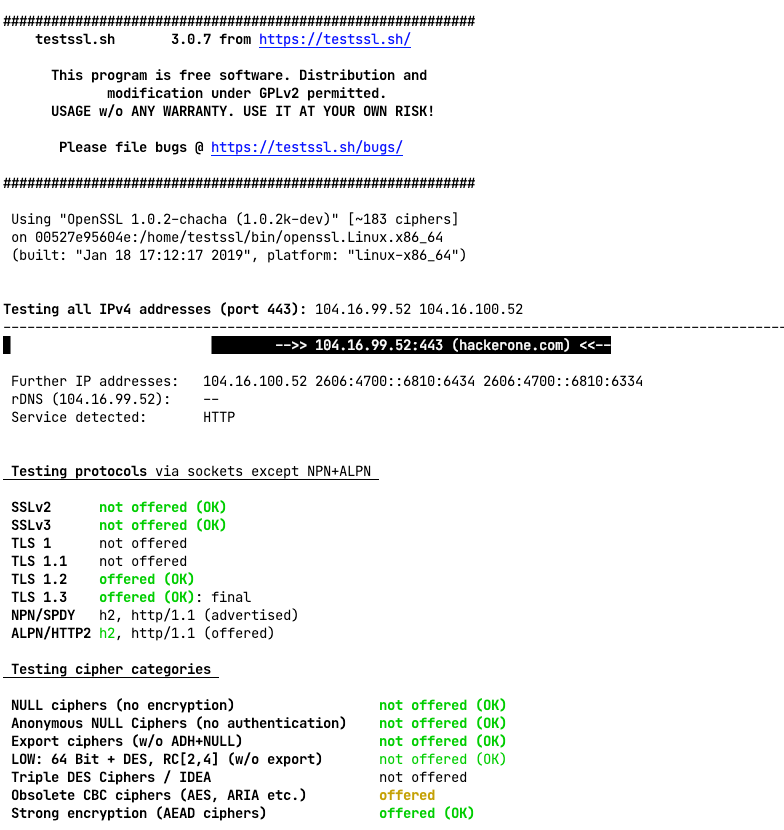 ###########################################################
    testssl.sh       3.0.7 from https://testssl.sh/

      This program is free software. Distribution and
             modification under GPLv2 permitted.
      USAGE w/o ANY WARRANTY. USE IT AT YOUR OWN RISK!

       Please file bugs @ https://testssl.sh/bugs/

###########################################################

 Using "OpenSSL 1.0.2-chacha (1.0.2k-dev)" [~183 ciphers]
 on 00527e95604e:/home/testssl/bin/openssl.Linux.x86_64
 (built: "Jan 18 17:12:17 2019", platform: "linux-x86_64")


Testing all IPv4 addresses (port 443): 104.16.99.52 104.16.100.52
--------------------------------------------------------------------------------------------------
-->> 104.16.99.52:443 (hackerone.com) <<--

 Further IP addresses:   104.16.100.52 2606:4700::6810:6434 2606:4700::6810:6334
 rDNS (104.16.99.52):    --
 Service detected:       HTTP


 Testing protocols via sockets except NPN+ALPN

 SSLv2      not offered (OK)
 SSLv3      not offered (OK)
 TLS 1      not offered
 TLS 1.1    not offered
 TLS 1.2    offered (OK)
 TLS 1.3    offered (OK): final
 NPN/SPDY   h2, http/1.1 (advertised)
 ALPN/HTTP2 h2, http/1.1 (offered)

 Testing cipher categories

 NULL ciphers (no encryption)                  not offered (OK)
 Anonymous NULL Ciphers (no authentication)    not offered (OK)
 Export ciphers (w/o ADH+NULL)                 not offered (OK)
 LOW: 64 Bit + DES, RC[2,4] (w/o export)       not offered (OK)
 Triple DES Ciphers / IDEA                     not offered
 Obsolete CBC ciphers (AES, ARIA etc.)         offered
 Strong encryption (AEAD ciphers)              offered (OK)